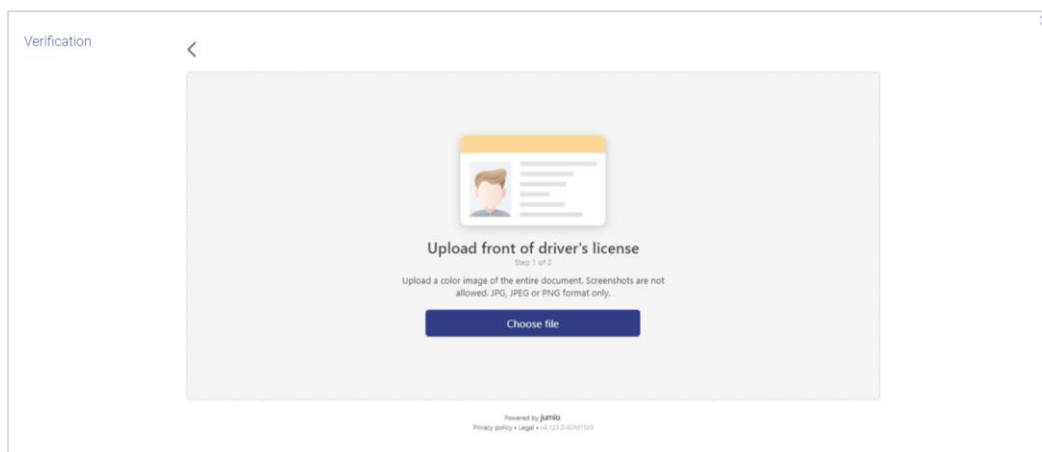 Verification
Upload front of driver's license
Step 1 of 2
Upload a color image of the entire document. Screenshots are not
allowed. JPG, JPEG or PNG format only.
Choose file
Powered by jumio
Privacy policy • Legal •